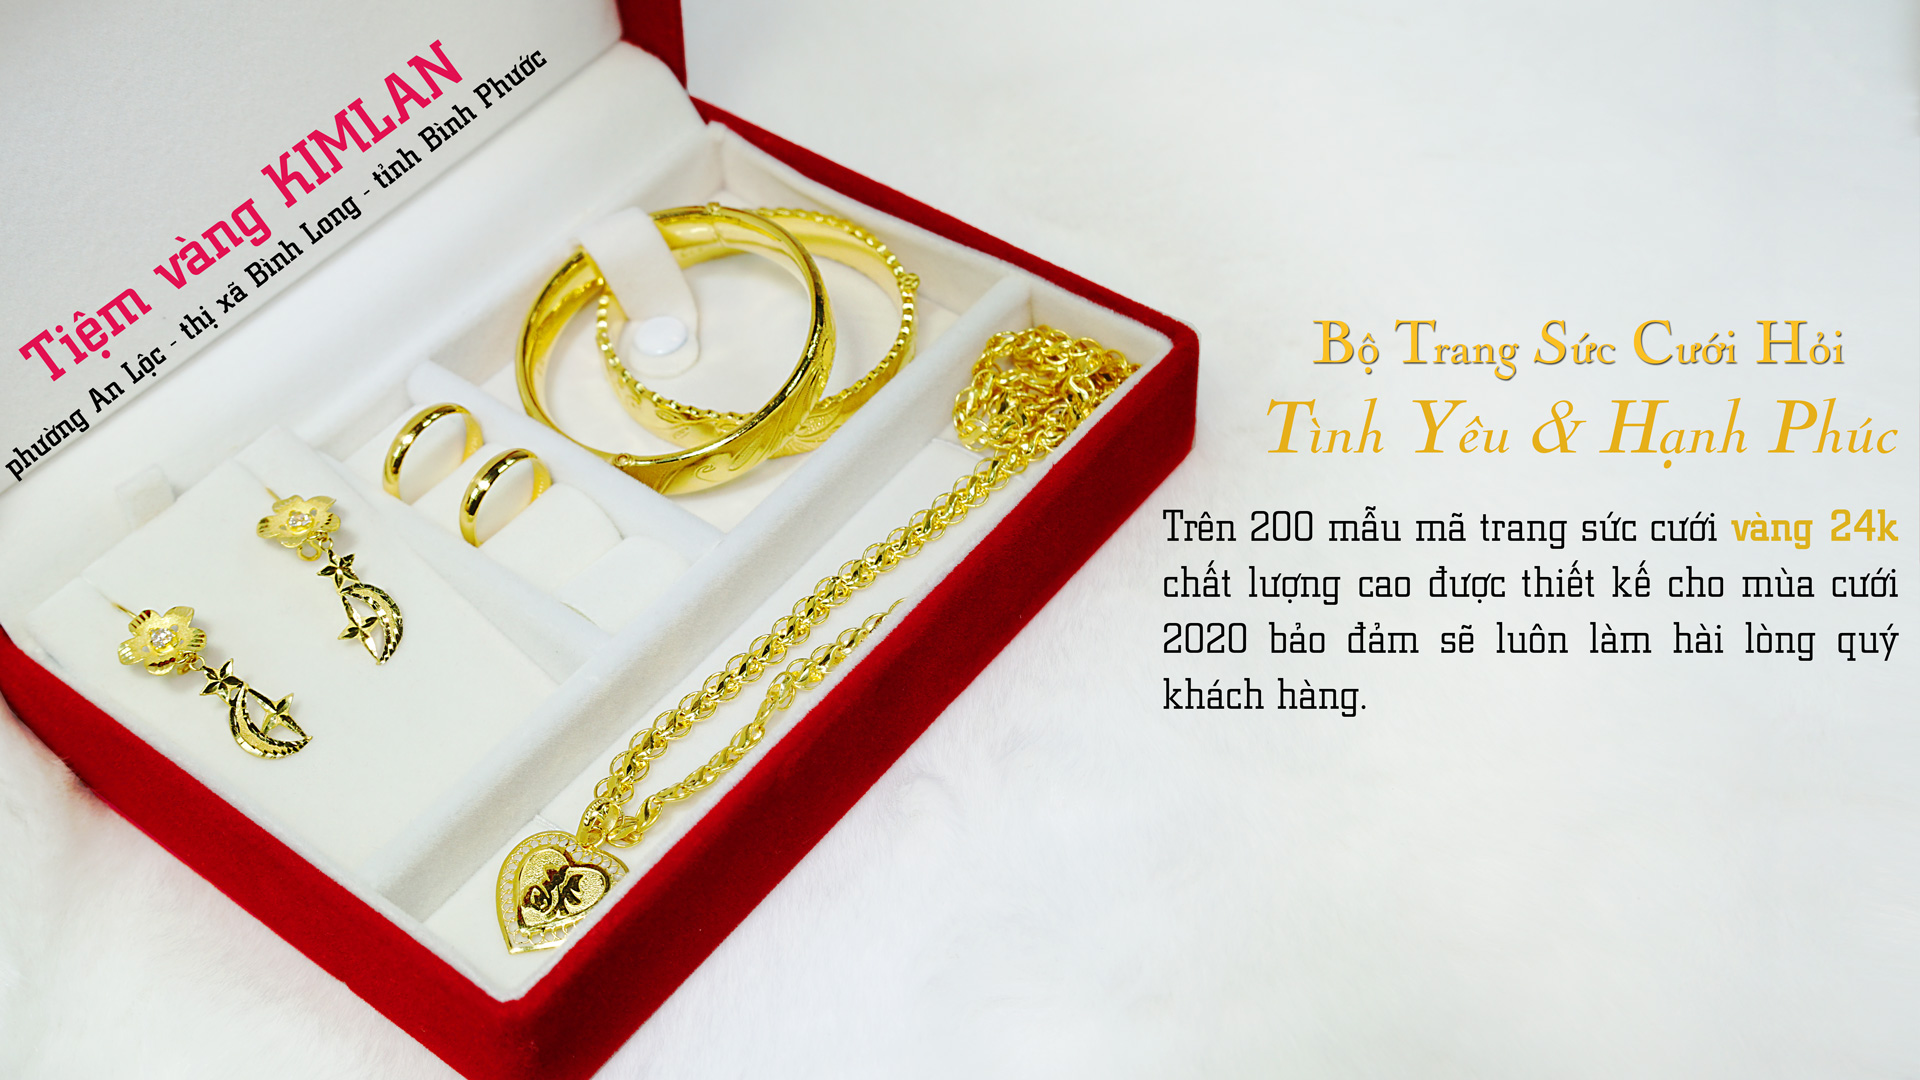 Tiệm vàng KIMLAN
phường An Lộc - thị xã Bình Long - tỉnh Bình Phước
Bộ Trang Sức Cưới Hỏi
Tình Yêu & Hạnh Phúc
Trên 200 mẫu mã trang sức cưới vàng 24k
chất lượng cao được thiết kế cho mùa cưới
2020 bảo đảm sẽ luôn làm hài lòng quý
khách hàng.